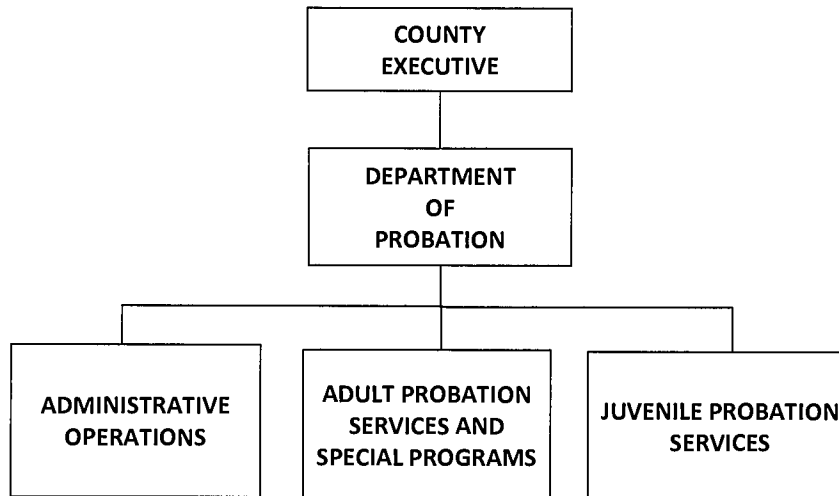 COUNTY
EXECUTIVE
DEPARTMENT
OF
PROBATION
ADMINISTRATIVE
OPERATIONS
ADULT PROBATION
SERVICES AND
SPECIAL PROGRAMS
JUVENILE PROBATION
SERVICES